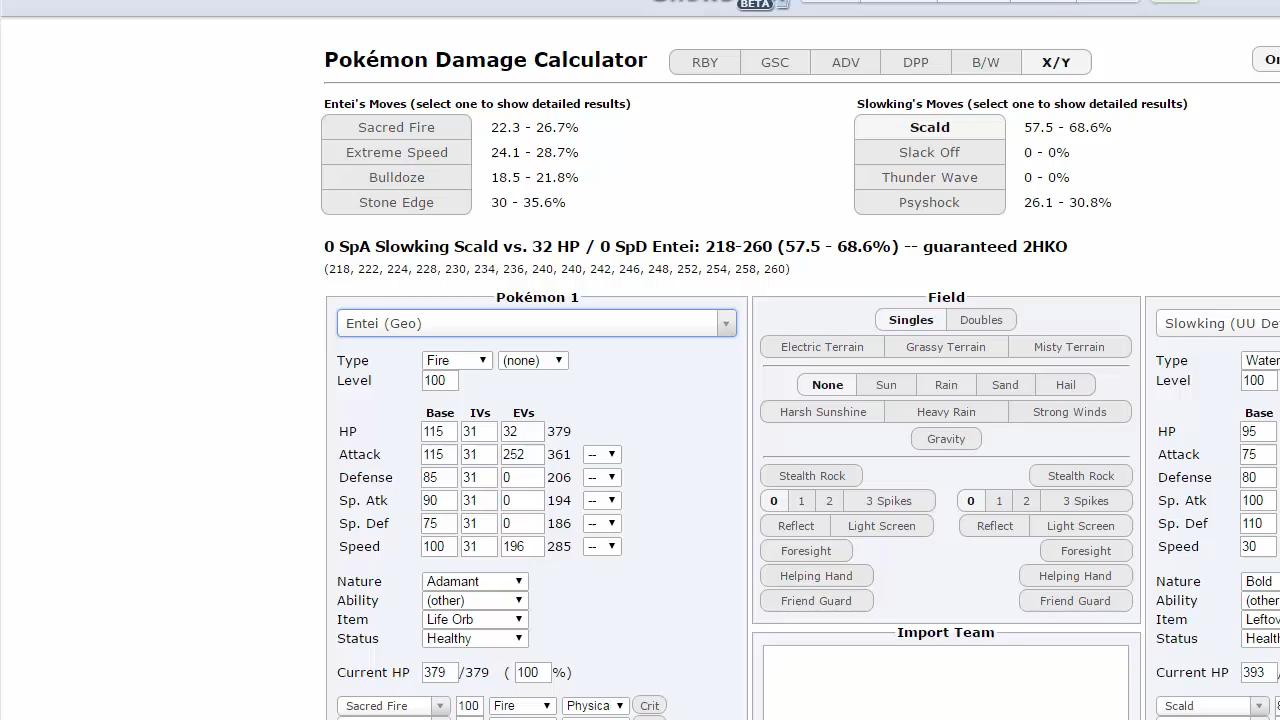 BETA
Pokémon Damage Calculator RBY GSC ADV DPP B/W X/Y
Entei's Moves (select one to show detailed results) Slowking's Moves (select one to show detailed results)
Sacred Fire 22.3 - 26.7% Scald 57.5 - 68.6%
Extreme Speed 24.1 - 28.7% Slack Off 0 - 0%
Bulldoze 18.5 - 21.8% Thunder Wave 0 - 0%
Stone Edge 30 - 35.6% Psyshock 26.1 - 30.8%
0 SpA Slowking Scald vs. 32 HP / 0 SpD Entei: 218-260 (57.5 - 68.6%) -- guaranteed 2HKO
(218, 222, 224, 228, 230, 234, 236, 240, 240, 242, 246, 248, 252, 254, 258, 260)
Pokémon 1
Entei (Geo)
Type Fire (none)
Level 100
Base IVs EVs
HP 115 31 32 379
Attack 115 31 252 361 --
Defense 85 31 0 206 --
Sp. Atk 90 31 0 194 --
Sp. Def 75 31 0 186 --
Speed 100 31 196 285 --
Nature Adamant
Ability (other)
Item Life Orb
Status Healthy
Current HP 379 /379 ( 100 %)
Sacred Fire 100 Fire Physica Crit
Field
Singles Doubles
Electric Terrain Grassy Terrain Misty Terrain
None Sun Rain Sand Hail
Harsh Sunshine Heavy Rain Strong Winds
Gravity
Stealth Rock Stealth Rock
0 1 2 3 Spikes 0 1 2 3 Spikes
Reflect Light Screen Reflect Light Screen
Foresight Foresight
Helping Hand Helping Hand
Friend Guard Friend Guard
Import Team
Slowking (UU De
Type Water
Level 100
Base
HP 95
Attack 75
Defense 80
Sp. Atk 100
Sp. Def 110
Speed 30
Nature Bold
Ability (other
Item Leftov
Status Health
Current HP 393
Scald